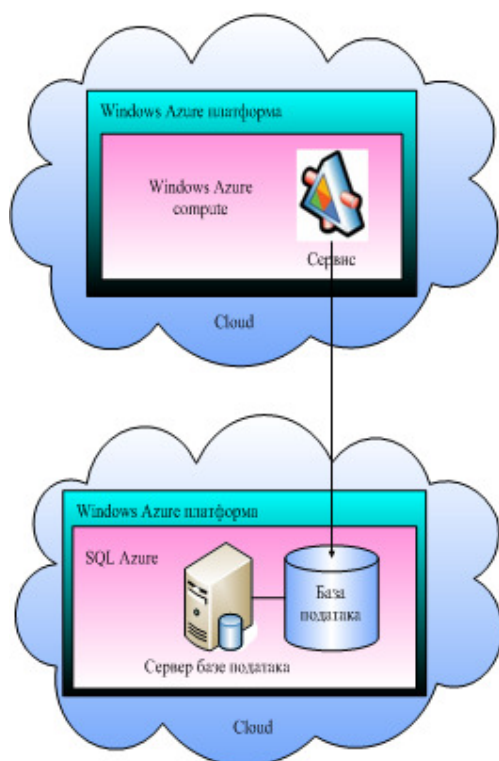 Windows Azure платформа
Windows Azure
compute
Сервис
Cloud
Windows Azure платформа
SQL Azure
База
података
Сервер базе података
Cloud